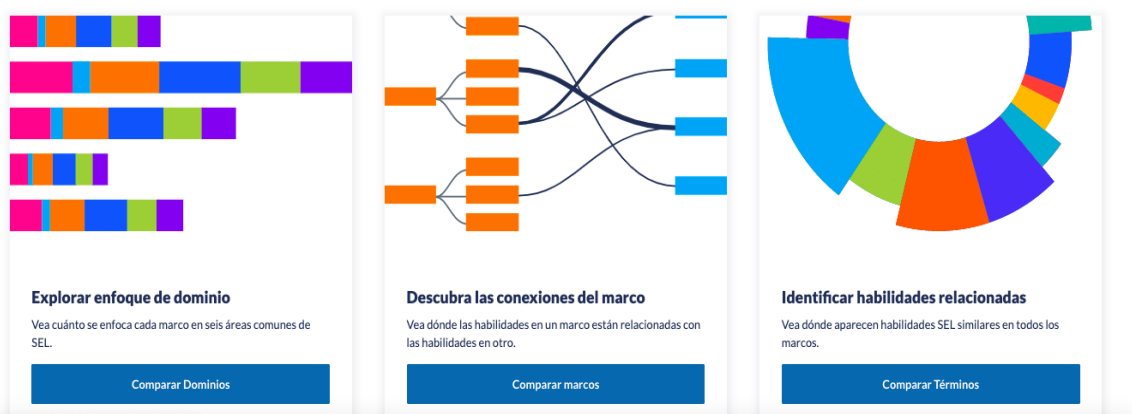 Explorar enfoque de dominio
Vea cuánto se enfoca cada marco en seis áreas comunes de
SEL.
Comparar Dominios
Descubra las conexiones del marco
Vea dónde las habilidades en un marco están relacionadas con
las habilidades en otro.
Comparar marcos
Identificar habilidades relacionadas
Vea dónde aparecen habilidades SEL similares en todos los
marcos.
Comparar Términos